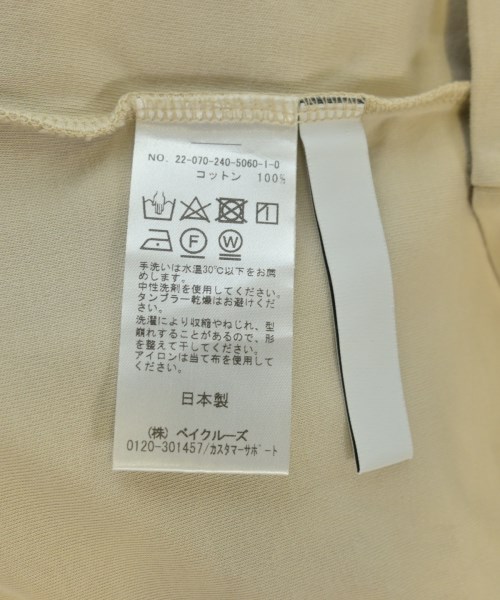 NO. 22-070-240-5060-1-0
コットン 100%
F W
手洗いは水温30℃以下をお薦
めします。
中性洗剤を使用してください。
タンブラー乾燥はお避けくだ
さい。
洗濯により収縮やねじれ、型
崩れすることがあるので、形
を整えて干してください。
アイロンは当て布を使用して
ください。
日本製
(株) ベイクルーズ
0120-301457/カスタマーサポート